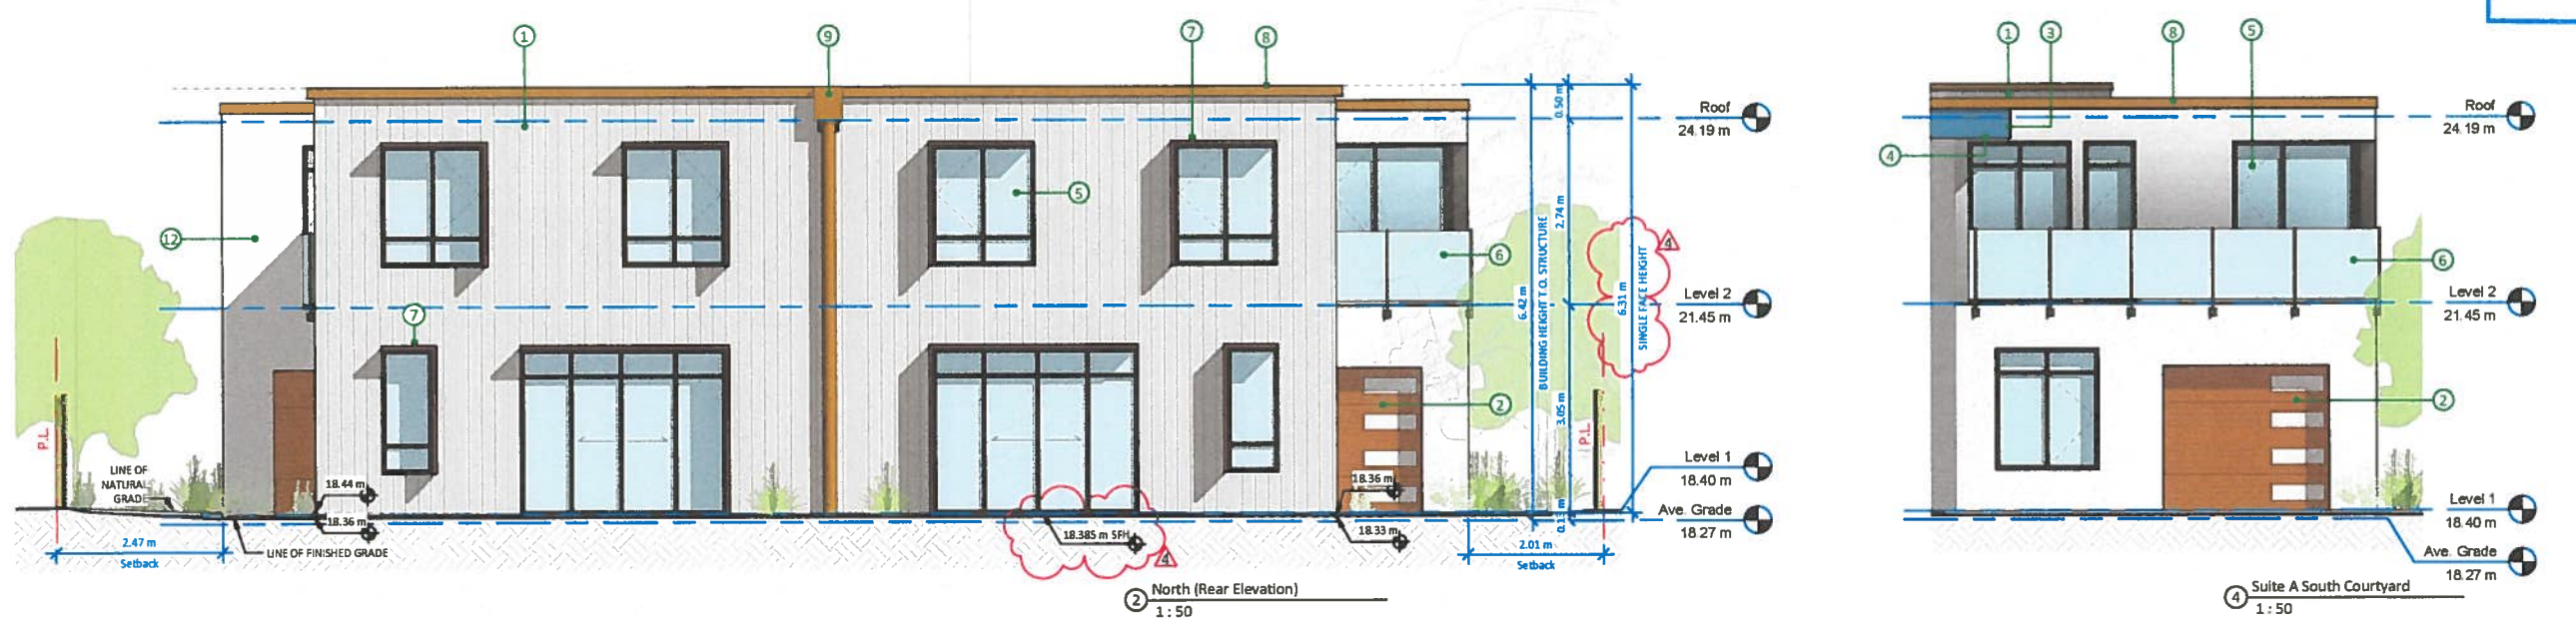 1
9
7
8
1
3
8
5
Roof
24.19 m
Roof
24.19 m
0.50 m
4
5
12
2.74 m
6
6
4
BUILDING HEIGHT T.O. STRUCTURE
6.42 m
6.31 m
SINGLE FACE HEIGHT
Level 2
21.45 m
Level 2
21.45 m
7
2
2
3.05 m
P.L.
P.L.
LINE OF
NATURAL
GRADE
18.44 m
18.36 m
18.36 m
18.33 m
18.385 m SFH
4
Level 1
18.40 m
Ave. Grade
18.27 m
Level 1
18.40 m
Ave. Grade
18.27 m
2.47 m
Setback
LINE OF FINISHED GRADE
2.01 m
Setback
2
North (Rear Elevation)
1 : 50
4
Suite A South Courtyard
1 : 50